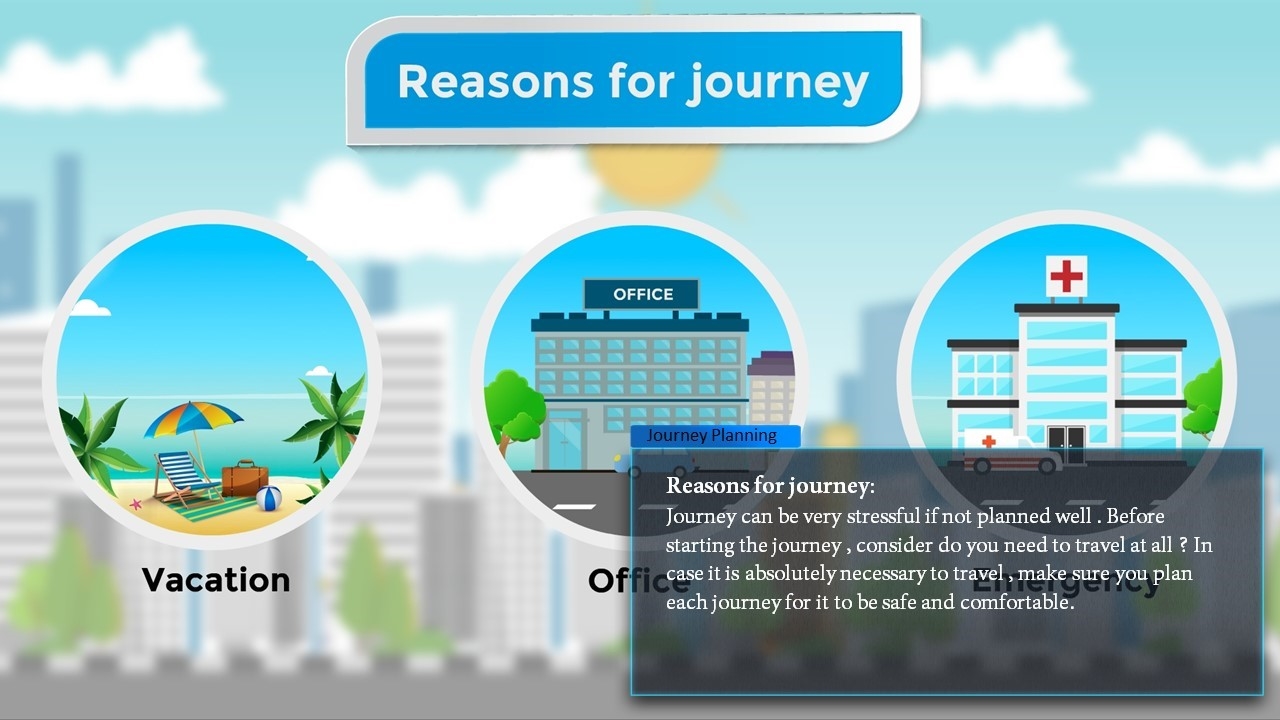 Reasons for journey
OFFICE
Journey Planning
Reasons for journey:
Journey can be very stressful if not planned well . Before
starting the journey , consider do you need to travel at all ? In
case it is absolutely necessary to travel , make sure you plan
each journey for it to be safe and comfortable.
Vacation
Office
Emergency